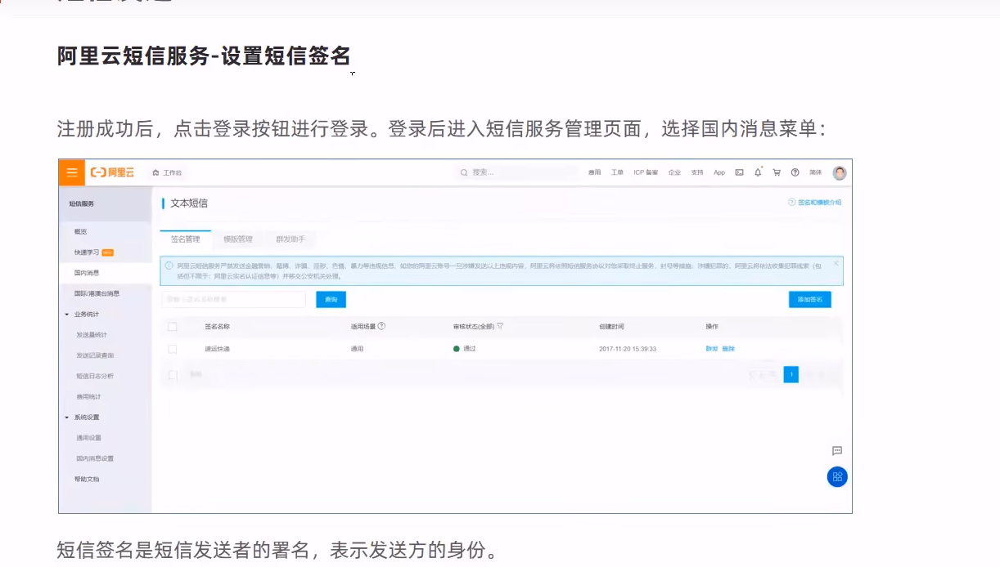 阿里云短信服务-设置短信签名
注册成功后，点击登录按钮进行登录。登录后进入短信服务管理页面，选择国内消息菜单：
阿里云 工作台 搜索... 费用 工单 ICP 备案 企业 支持 App 简体
短信服务
文本短信 签名和模板介绍
概览
签名管理 模版管理 群发助手
快速学习
国内消息
阿里云短信服务严禁发送金融营销、赌博、诈骗、淫秽、色情、暴力等违规信息，如您的阿里云账号一旦涉嫌发送以上违规内容，阿里云将依照短信服务协议对您采取终止服务、封号等措施；涉嫌犯罪的，阿里云将依法收集犯罪线索（包
括但不限于：阿里云实名认证信息等）并移交公安机关处理。
国际/港澳台消息
查询 添加签名
业务统计
签名名称 适用场景 审核状态(全部) 创建时间 操作
发送量统计
速运快递 通用 通过 2017-11-20 15:39:33 群发 删除
发送记录查询
短信日志分析
1
费用统计
系统设置
通用设置
国内消息设置
帮助文档
短信签名是短信发送者的署名，表示发送方的身份。